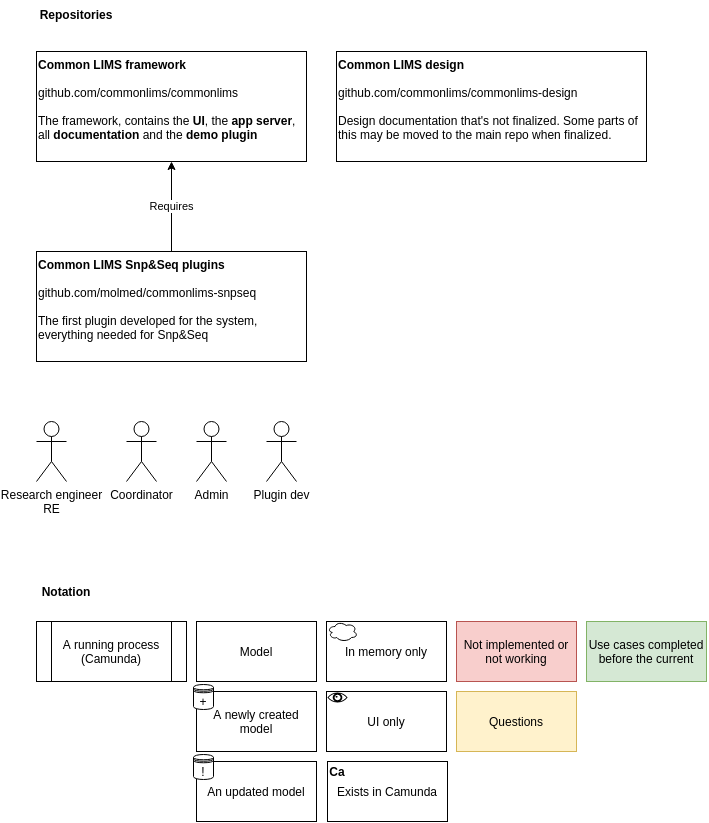 Repositories
Common LIMS framework
github.com/commonlims/commonlims
The framework, contains the UI, the app server,
all documentation and the demo plugin
Common LIMS design
github.com/commonlims/commonlims-design
Design documentation that's not finalized. Some parts of
this may be moved to the main repo when finalized.
Requires
Common LIMS Snp&Seq plugins
github.com/molmed/commonlims-snpseq
The first plugin developed for the system,
everything needed for Snp&Seq
Research engineer
RE
Coordinator
Admin
Plugin dev
Notation
A running process
(Camunda)
Model
In memory only
Not implemented or
not working
Use cases completed
before the current
+
A newly created
model
UI only
Questions
!
An updated model
Ca
Exists in Camunda